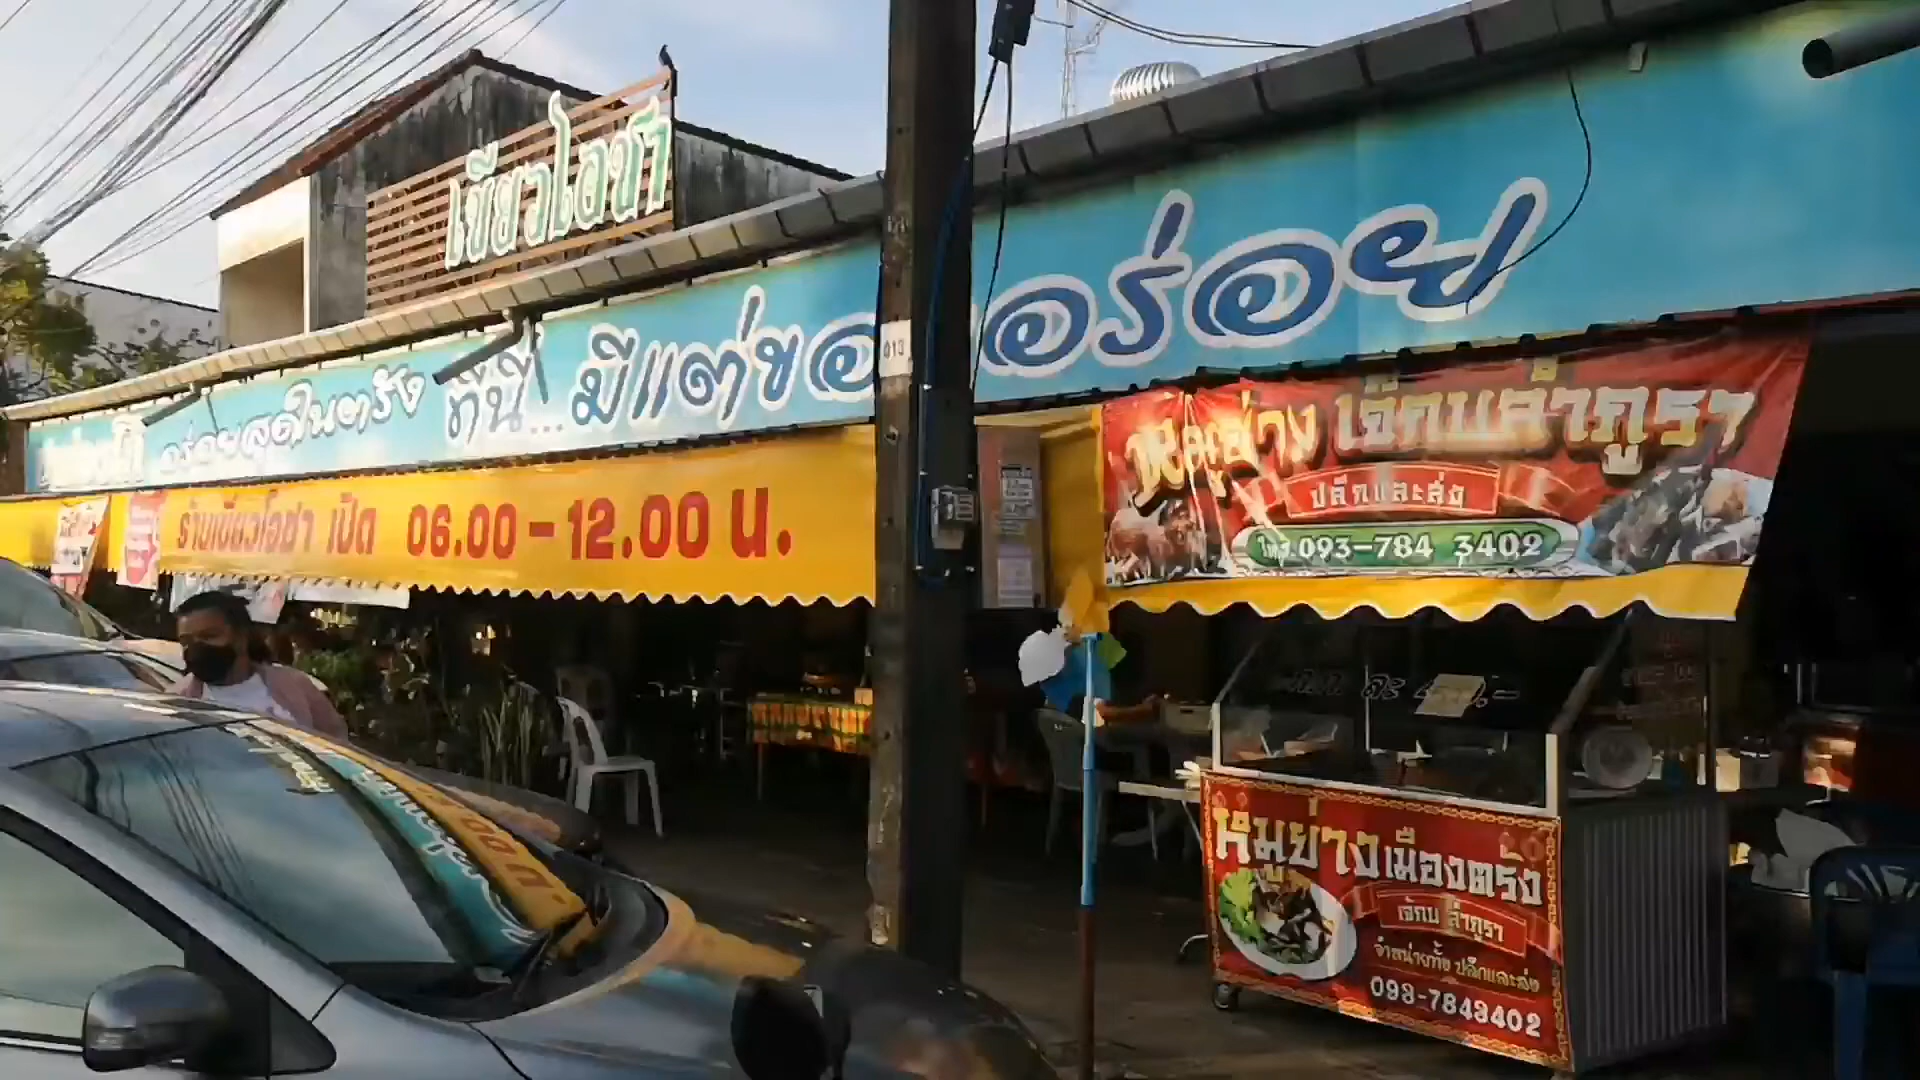 เขียวโอชา
อร่อยสุดในตรัง ที่นี่... มีแต่ของอร่อย
ร้านเขียวโอชา เปิด 06.00 - 12.00 น.
013
หมูย่าง เจ๊กบลำภูรา
ปลีกและส่ง
โทร.093-784 3402
หมูย่างเมืองตรัง
เจ้กบ ลำภูรา
จำหน่ายทั้ง ปลีกและส่ง
093-7843402